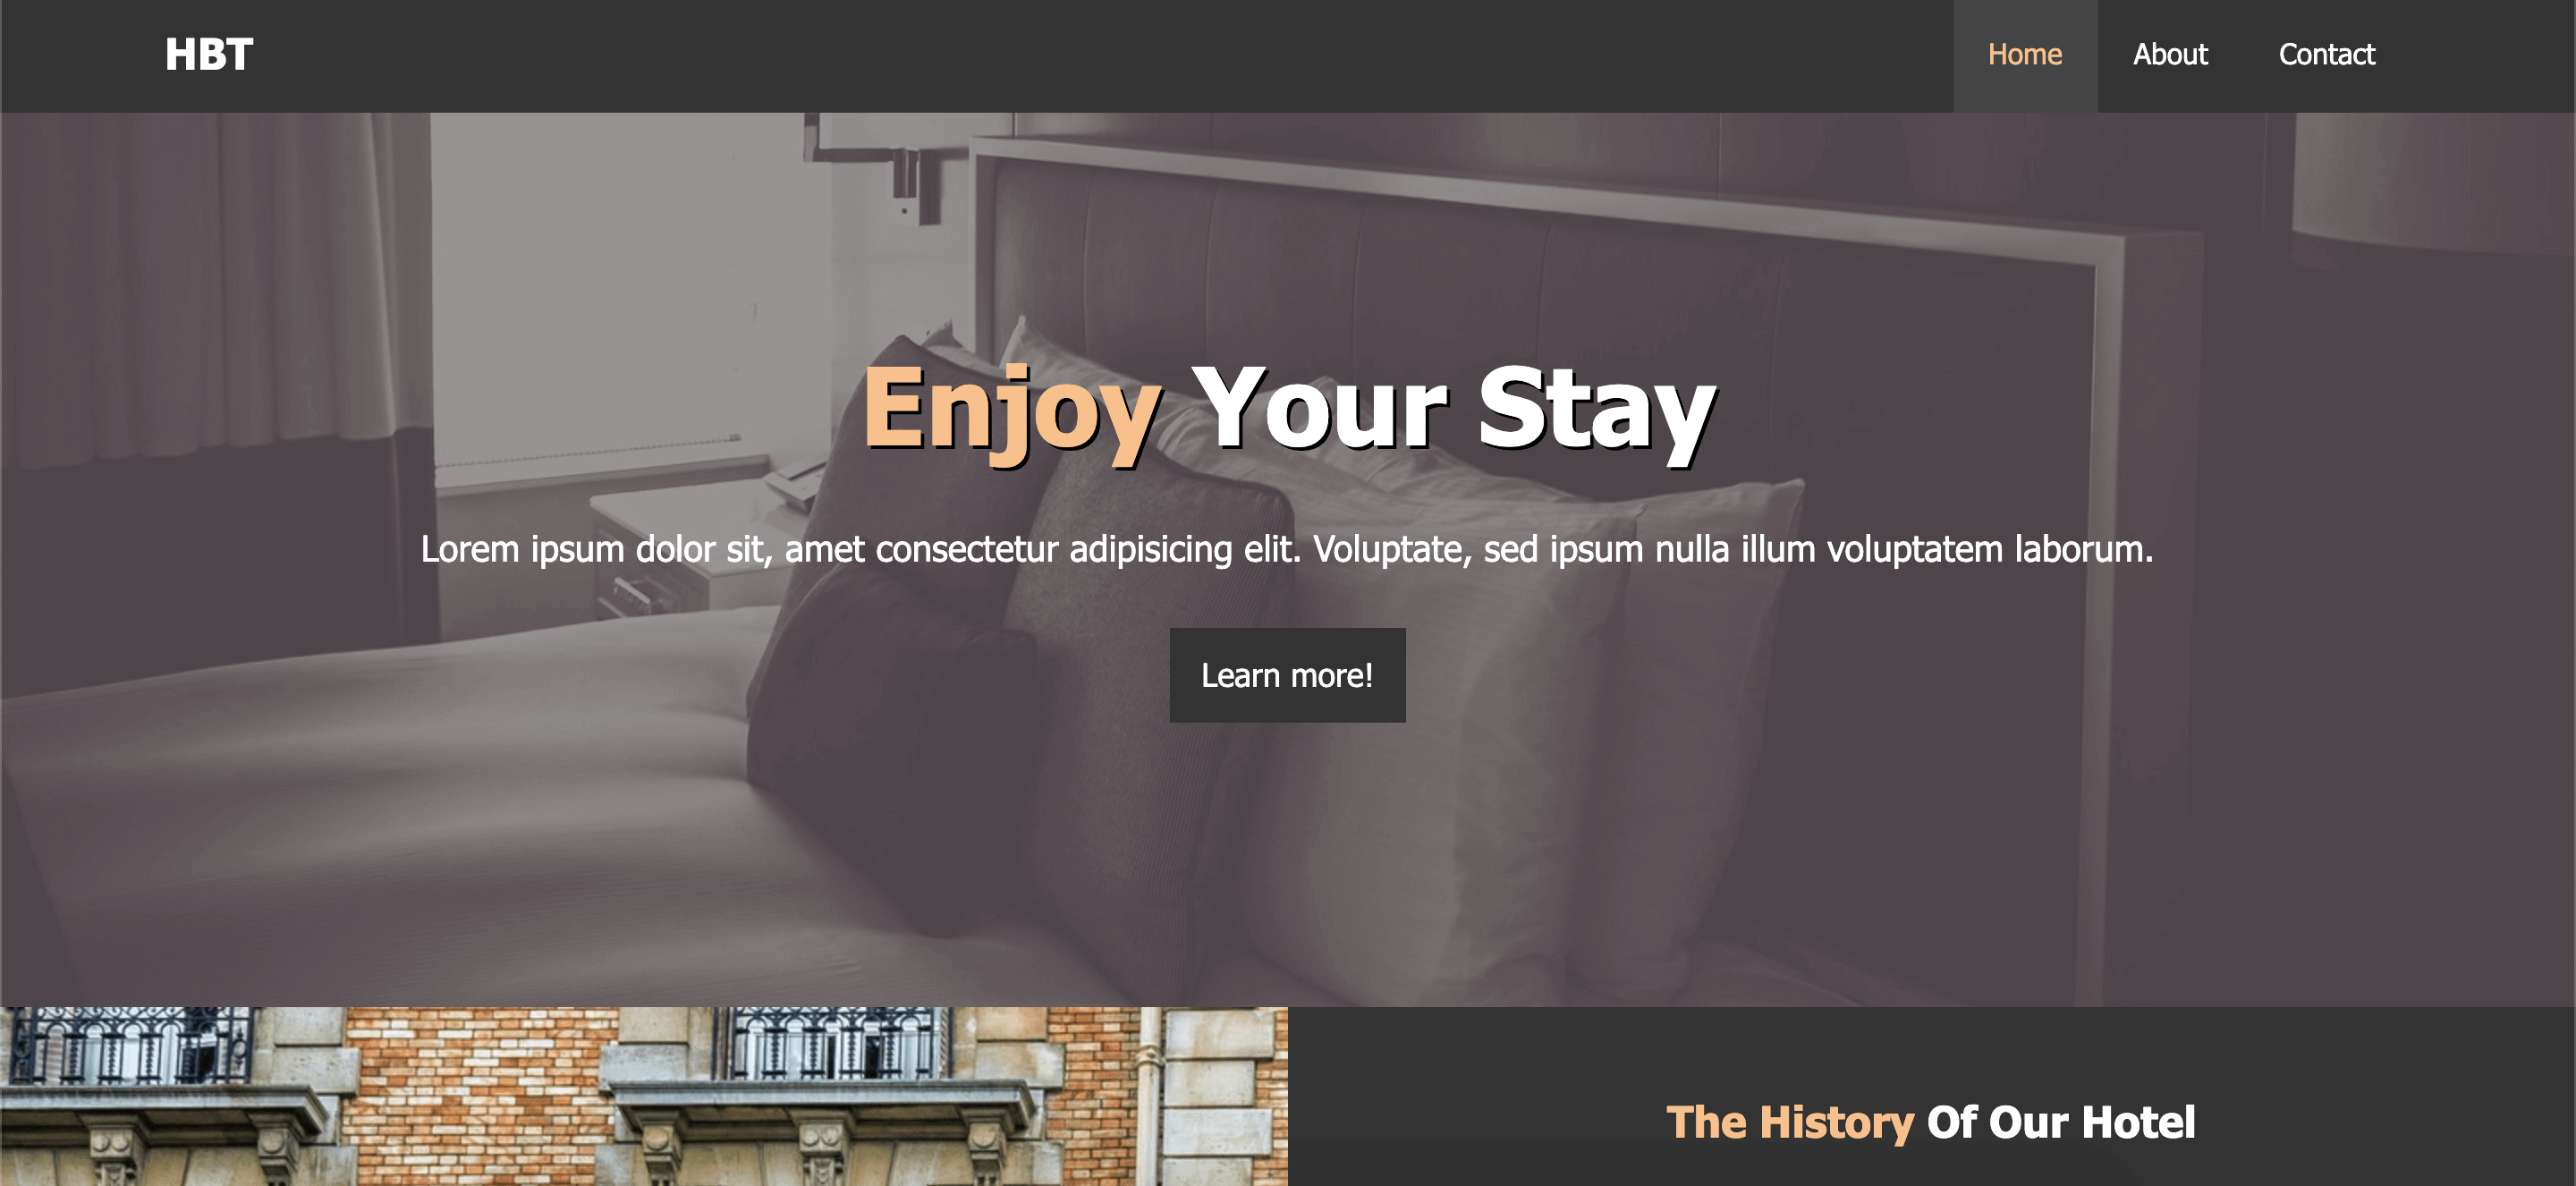 HBT
Home About Contact
Enjoy Your Stay
Lorem ipsum dolor sit, amet consectetur adipisicing elit. Voluptate, sed ipsum nulla illum voluptatem laborum.
Learn more!
The History Of Our Hotel